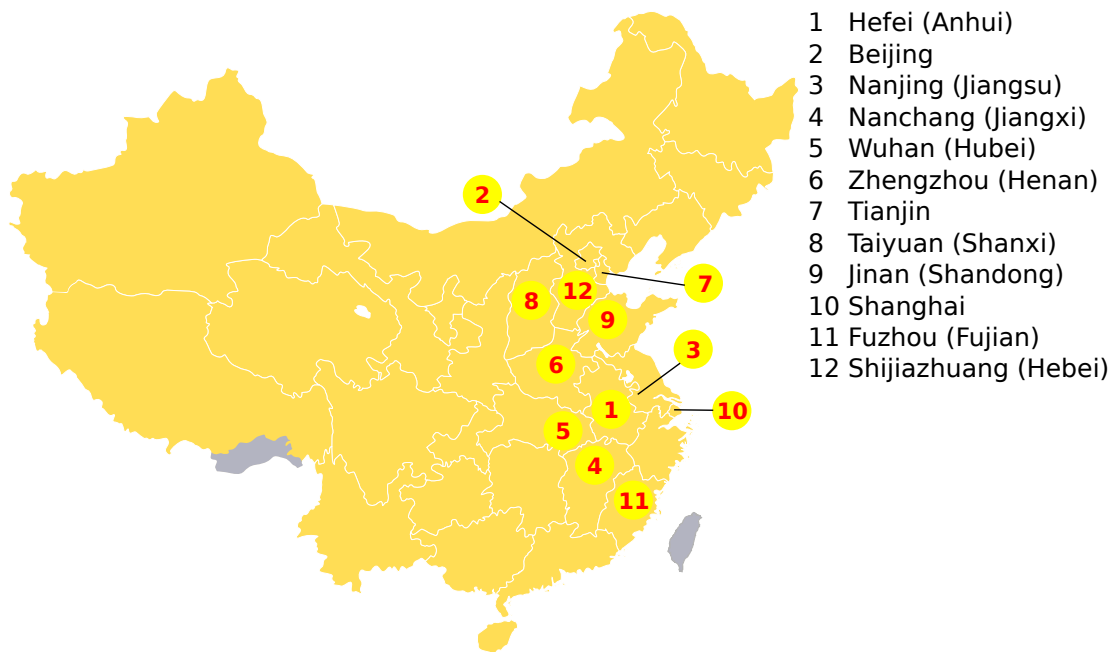 1 Hefei (Anhui)
2 Beijing
3 Nanjing (Jiangsu)
4 Nanchang (Jiangxi)
5 Wuhan (Hubei)
6 Zhengzhou (Henan)
7 Tianjin
8 Taiyuan (Shanxi)
9 Jinan (Shandong)
10 Shanghai
11 Fuzhou (Fujian)
12 Shijiazhuang (Hebei)
2
7
12
8
9
3
6
1
10
5
4
11